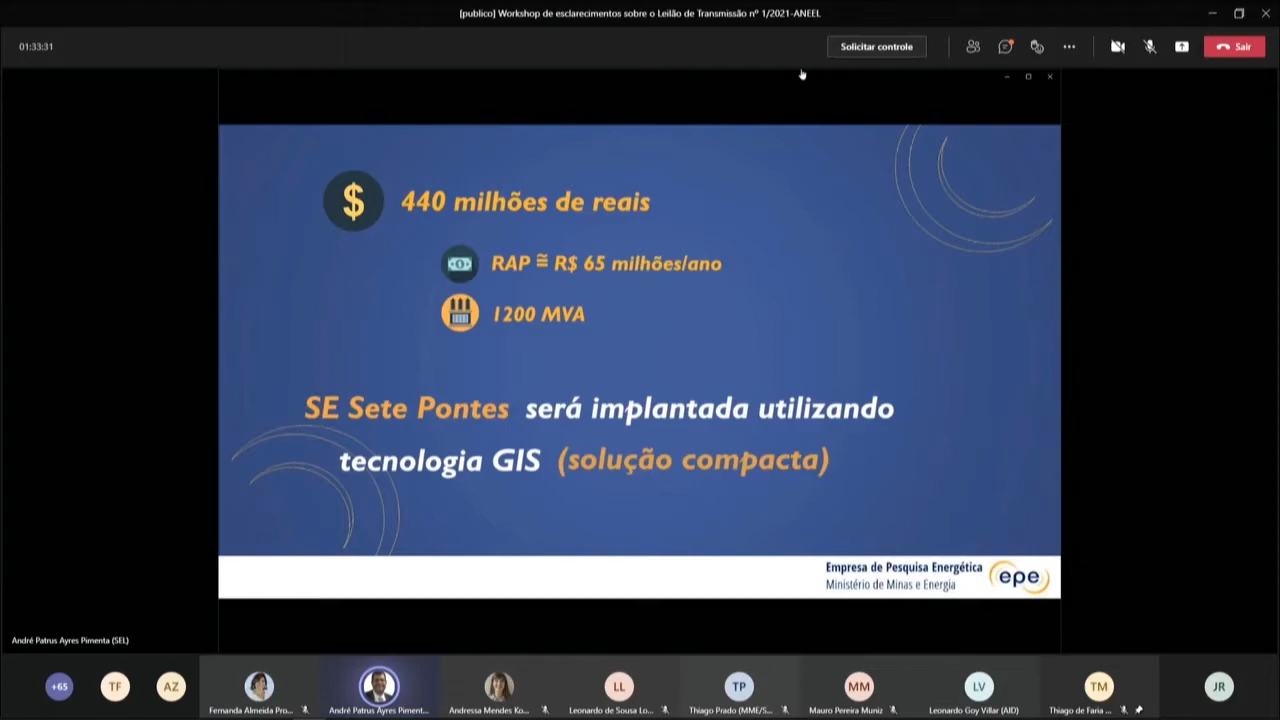 [publico] Workshop de esclarecimentos sobre o Leilão de Transmissão nº 1/2021-ANEEL
01:33:31
Solicitar controle
Sair
$ 440 milhões de reais
RAP ≅ R$ 65 milhões/ano
1200 MVA
SE Sete Pontes será implantada utilizando
tecnologia GIS (solução compacta)
Empresa de Pesquisa Energética
Ministério de Minas e Energia
epe
André Patrus Ayres Pimenta (SEL)
+65
TF
AZ
LL
TP
MM
LV
TM
JR
Fernanda Almeida Pro...
André Patrus Ayres Piment...
Andressa Mendes Ko...
Leonardo de Sousa Lo...
Thiago Prado (MME/S...
Mauro Pereira Muniz
Leonardo Goy Villar (AID)
Thiago de Faria ...